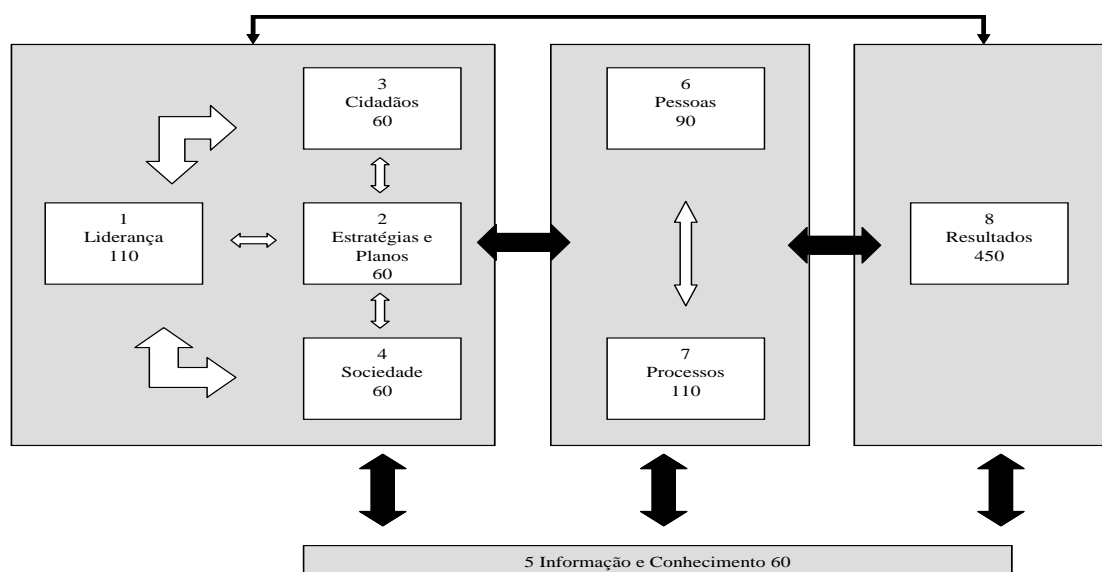 3
Cidadãos
60
6
Pessoas
90
1
Liderança
110
2
Estratégias e
Planos
60
8
Resultados
450
4
Sociedade
60
7
Processos
110
5 Informação e Conhecimento 60